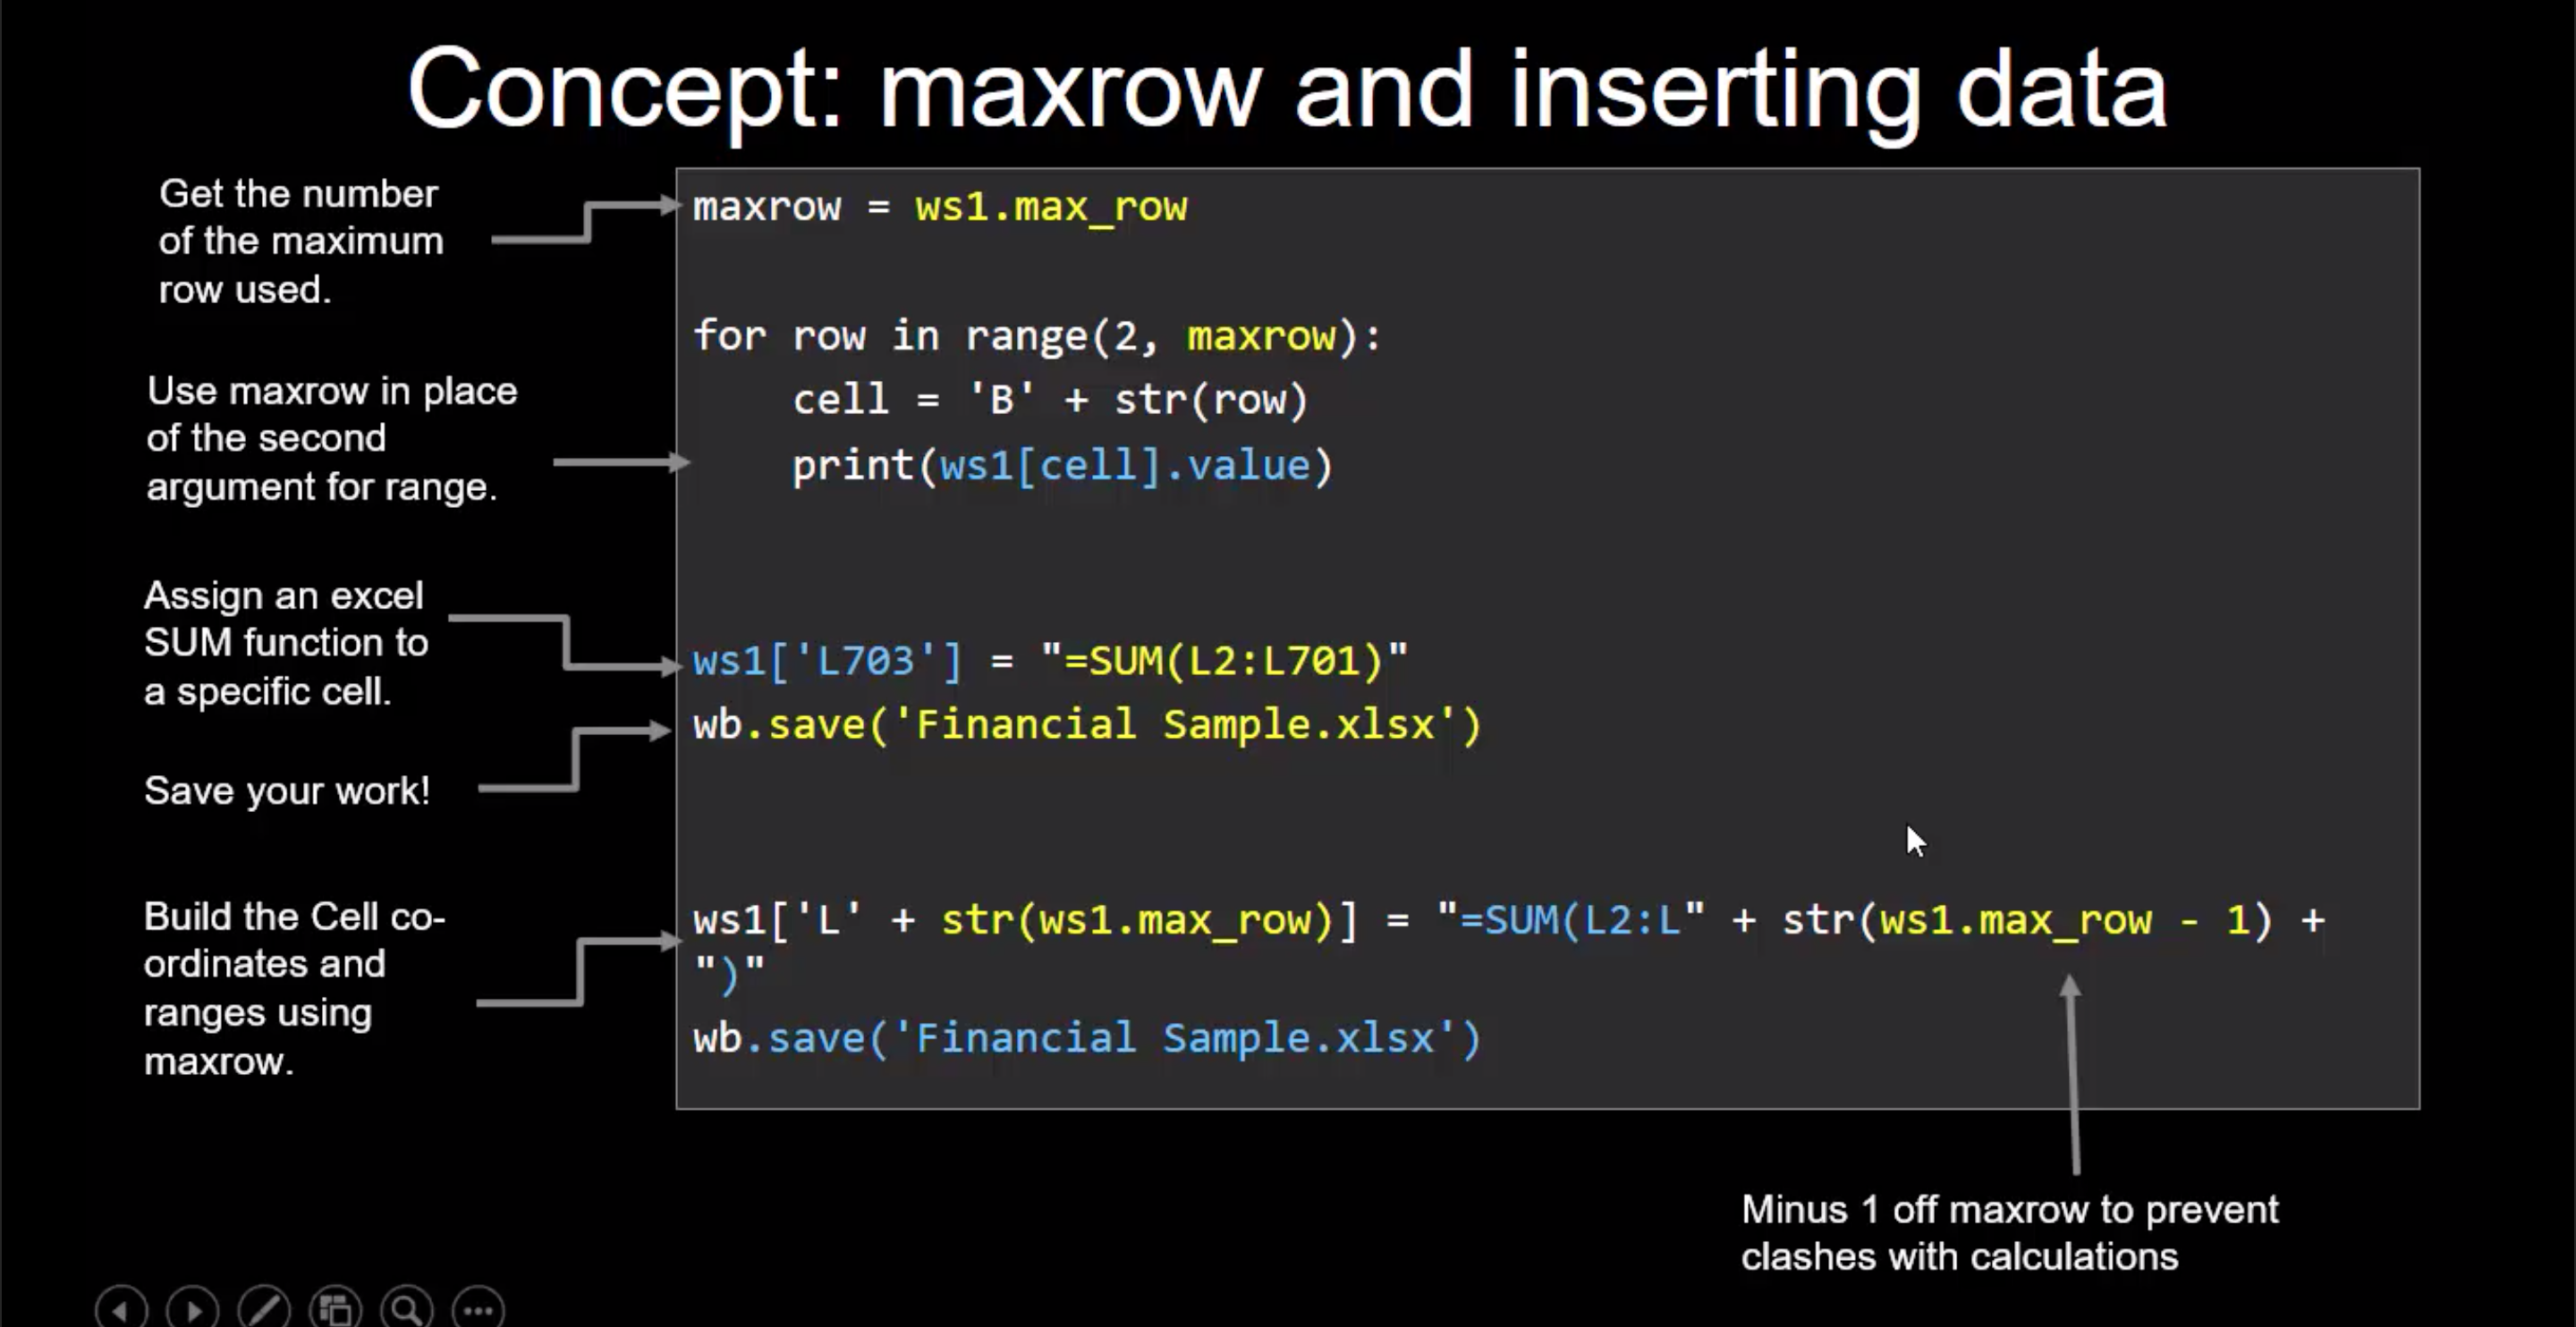 Concept: maxrow and inserting data
Get the number
of the maximum
row used.
maxrow = ws1.max_row
for row in range(2, maxrow):
    cell = 'B' + str(row)
    print(ws1[cell].value)
Use maxrow in place
of the second
argument for range.
Assign an excel
SUM function to
a specific cell.
ws1['L703'] = "=SUM(L2:L701)"
wb.save('Financial Sample.xlsx')
Save your work!
Build the Cell co-
ordinates and
ranges using
maxrow.
ws1['L' + str(ws1.max_row)] = "=SUM(L2:L" + str(ws1.max_row - 1) +
")"
wb.save('Financial Sample.xlsx')
Minus 1 off maxrow to prevent
clashes with calculations